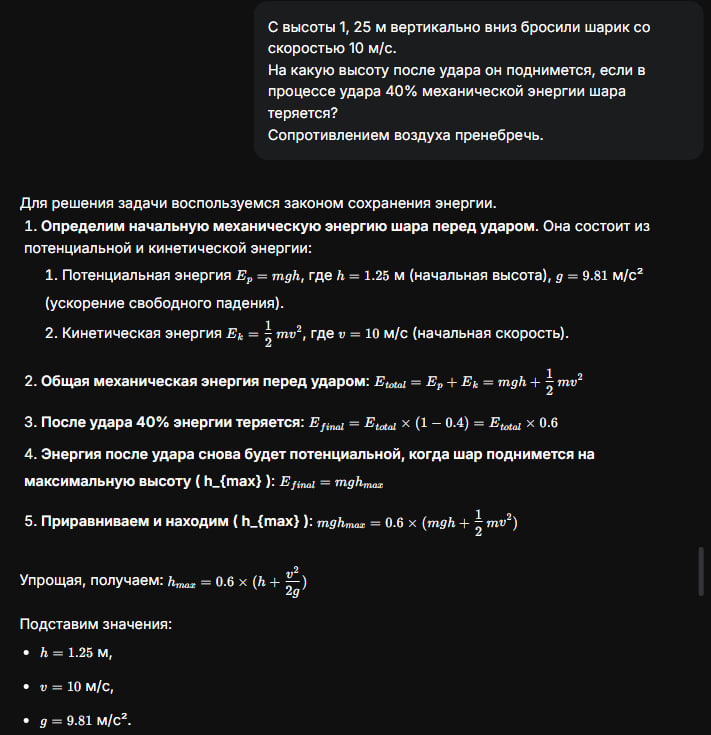 С высоты 1, 25 м вертикально вниз бросили шарик со
скоростью 10 м/с.
На какую высоту после удара он поднимется, если в
процессе удара 40% механической энергии шара
теряется?
Сопротивлением воздуха пренебречь.
Для решения задачи воспользуемся законом сохранения энергии.
1. Определим начальную механическую энергию шара перед ударом. Она состоит из
потенциальной и кинетической энергии:
1. Потенциальная энергия E_p = mgh, где h = 1.25 м (начальная высота), g = 9.81 м/с²
(ускорение свободного падения).
2. Кинетическая энергия E_k = \frac{1}{2} mv^2, где v = 10 м/с (начальная скорость).
2. Общая механическая энергия перед ударом: E_{total} = E_p + E_k = mgh + \frac{1}{2} mv^2
3. После удара 40% энергии теряется: E_{final} = E_{total} × (1 − 0.4) = E_{total} × 0.6
4. Энергия после удара снова будет потенциальной, когда шар поднимется на
максимальную высоту ( h_{max} ): E_{final} = mgh_{max}
5. Приравниваем и находим ( h_{max} ): mgh_{max} = 0.6 × (mgh + \frac{1}{2} mv^2)
Упрощая, получаем: h_{max} = 0.6 × (h + \frac{v^2}{2g})
Подставим значения:
• h = 1.25 м,
• v = 10 м/с,
• g = 9.81 м/с².